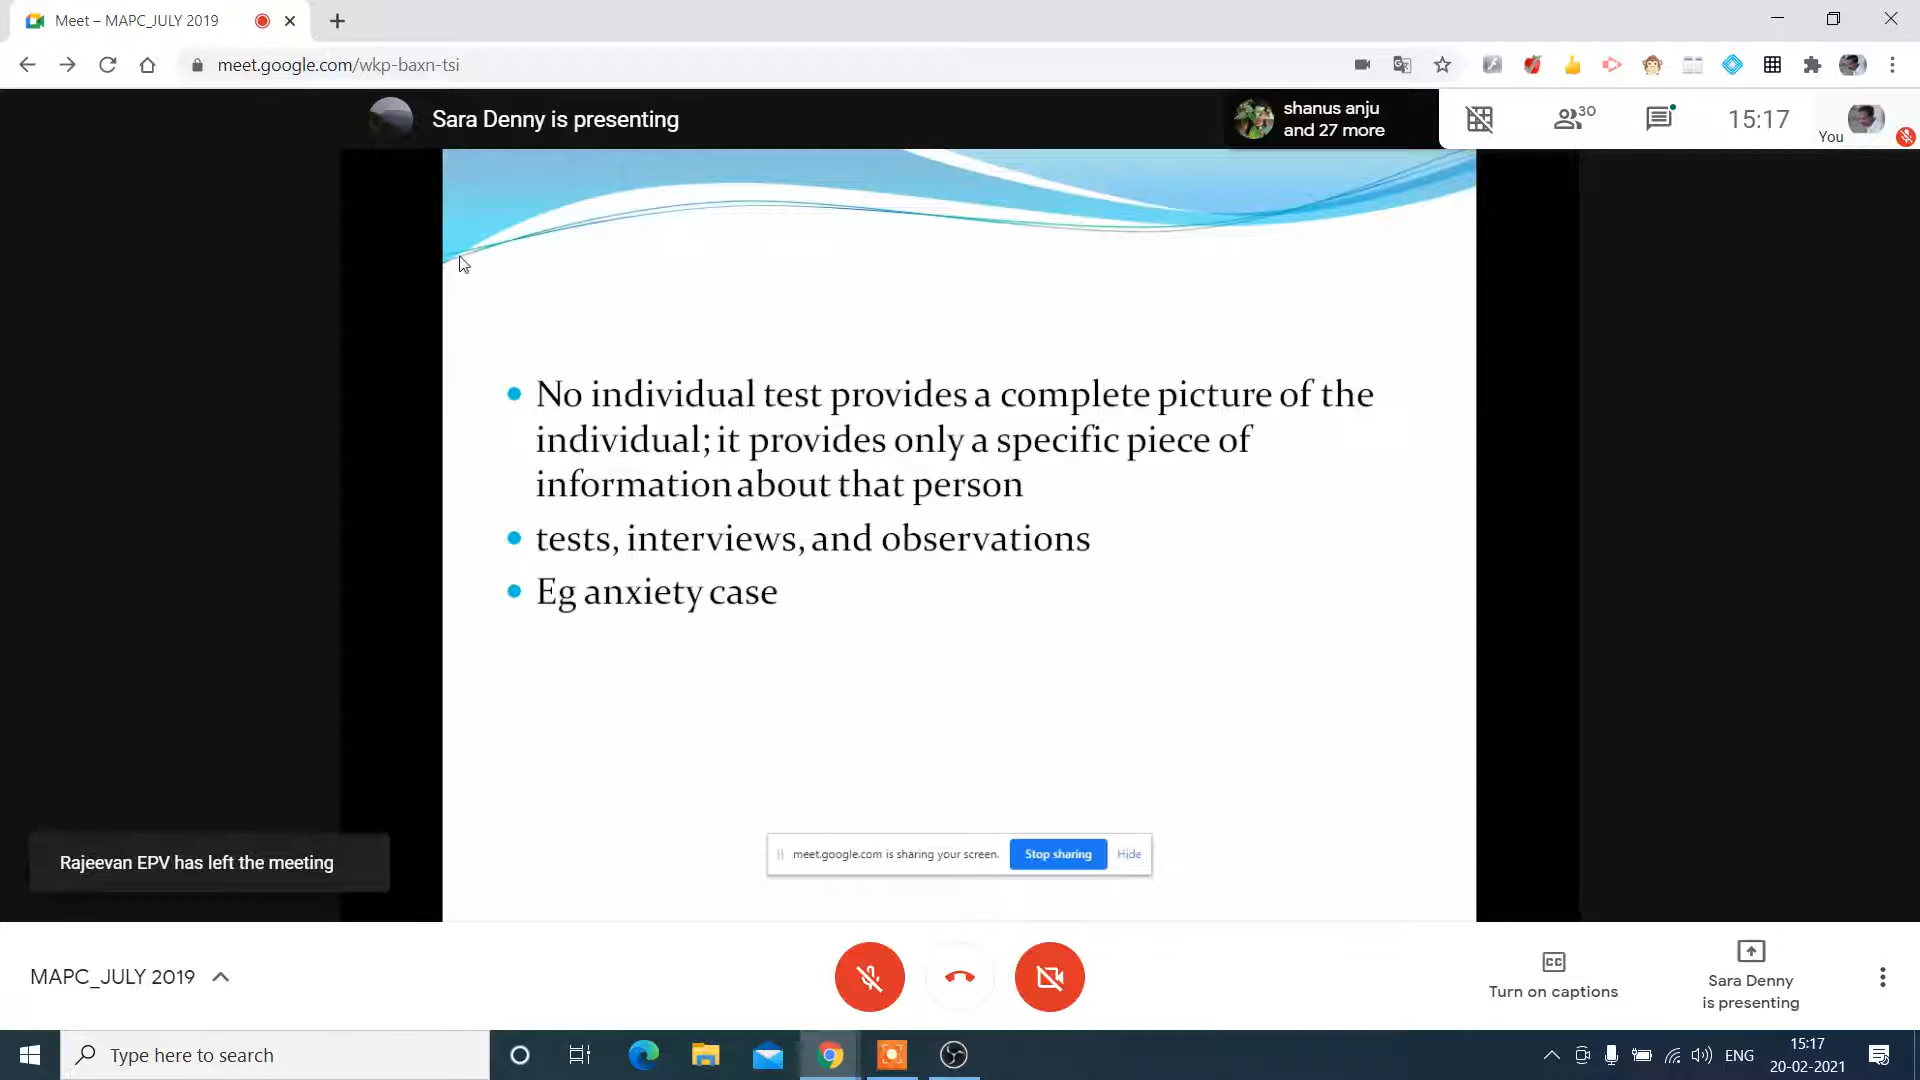 Meet – MAPC_JULY 2019
meet.google.com/wkp-baxn-tsi
Sara Denny is presenting
shanus anju
and 27 more
30
15:17
You
No individual test provides a complete picture of the
individual; it provides only a specific piece of
information about that person
tests, interviews, and observations
Eg anxiety case
Rajeevan EPV has left the meeting
meet.google.com is sharing your screen.
Stop sharing
Hide
MAPC_JULY 2019
CC
Turn on captions
Sara Denny
is presenting
Type here to search
ENG
15:17
20-02-2021